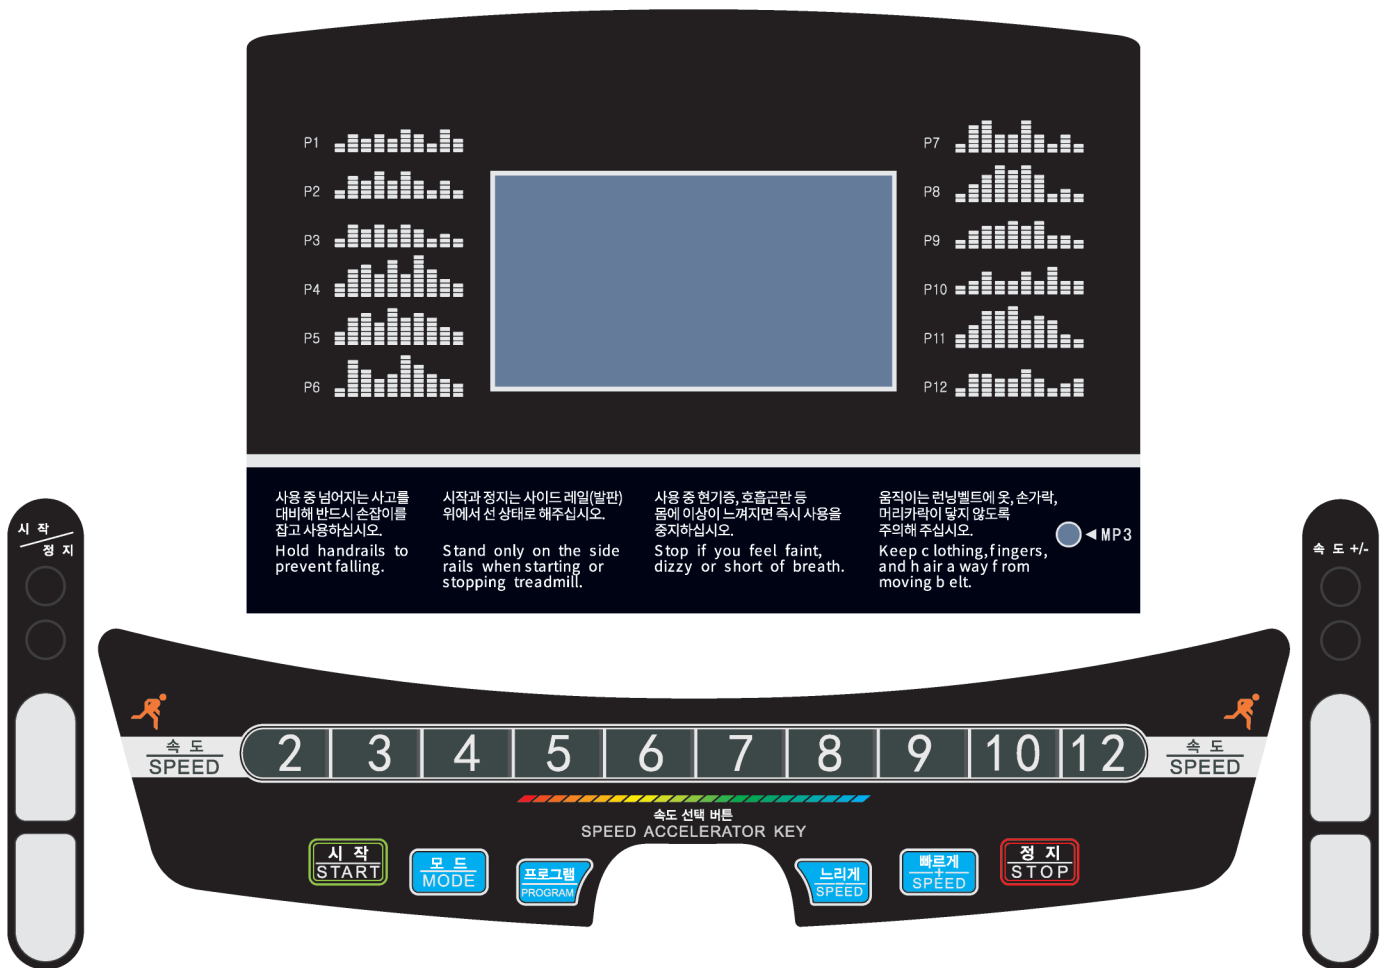 P1
P2
P3
P4
P5
P6
P7
P8
P9
P10
P11
P12
사용 중 넘어지는 사고를
대비해 반드시 손잡이를
잡고 사용하십시오.
Hold handrails to
prevent falling.
시작과 정지는 사이드 레일(발판)
위에서 선 상태로 해주십시오.
Stand only on the side
rails when starting or
stopping treadmill.
사용 중 현기증, 호흡곤란 등
몸에 이상이 느껴지면 즉시 사용을
중지하십시오.
Stop if you feel faint,
dizzy or short of breath.
움직이는 런닝벨트에 옷, 손가락,
머리카락이 닿지 않도록
주의해 주십시오.
Keep c lothing,fingers,
and h air a way f rom
moving b elt.
◀ MP3
시 작
정 지
속 도 +/-
속 도
SPEED
2 3 4 5 6 7 8 9 10 12
속 도
SPEED
속도 선택 버튼
SPEED ACCELERATOR KEY
시 작
START
모 드
MODE
프로그램
PROGRAM
느리게
-
SPEED
빠르게
+
SPEED
정 지
STOP